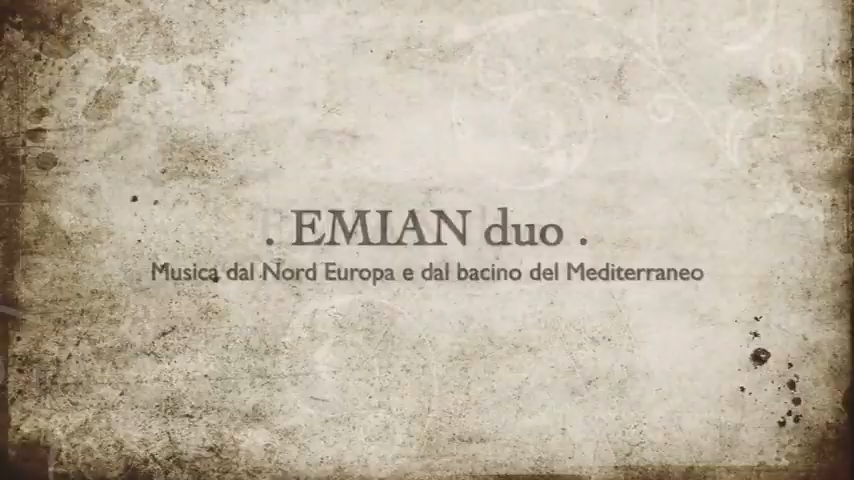 . EMIAN duo .
Musica dal Nord Europa e dal bacino del Mediterraneo